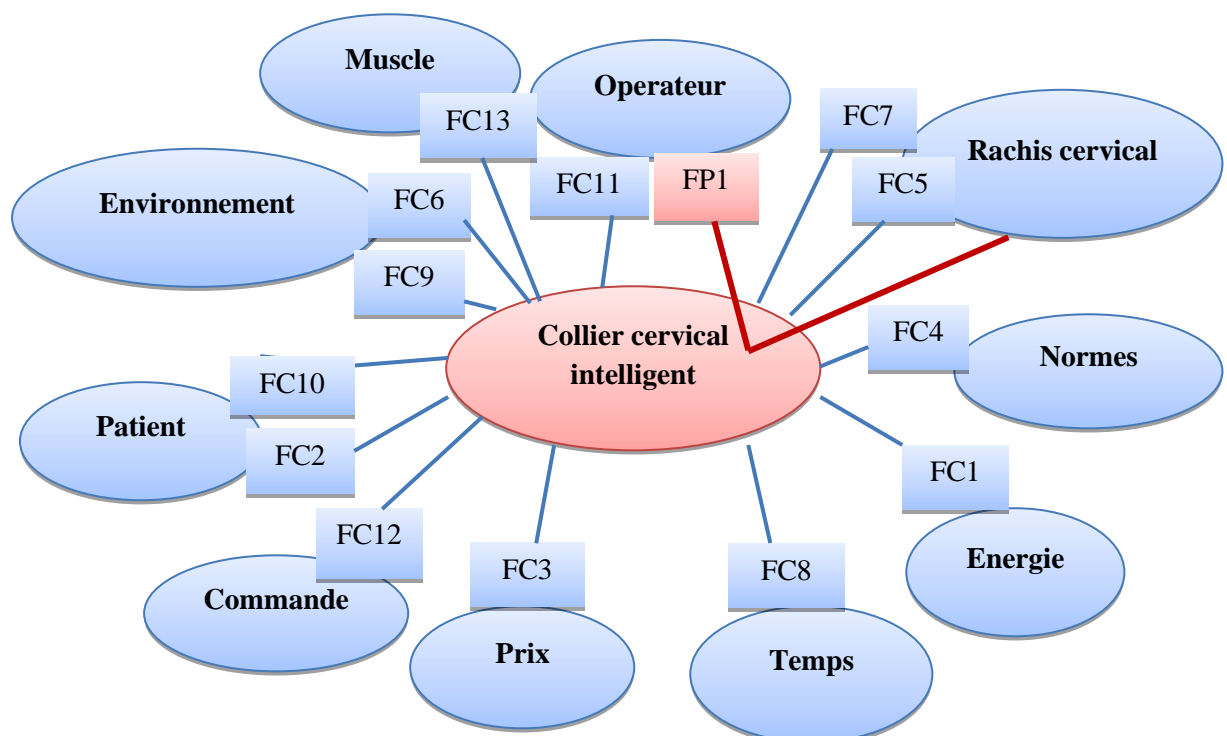 Muscle
Operateur
FC13
FC7
Rachis cervical
FC11
FP1
FC5
Environnement
FC6
FC9
Collier cervical
intelligent
FC4
Normes
FC10
Patient
FC2
FC1
FC12
FC3
FC8
Energie
Commande
Prix
Temps